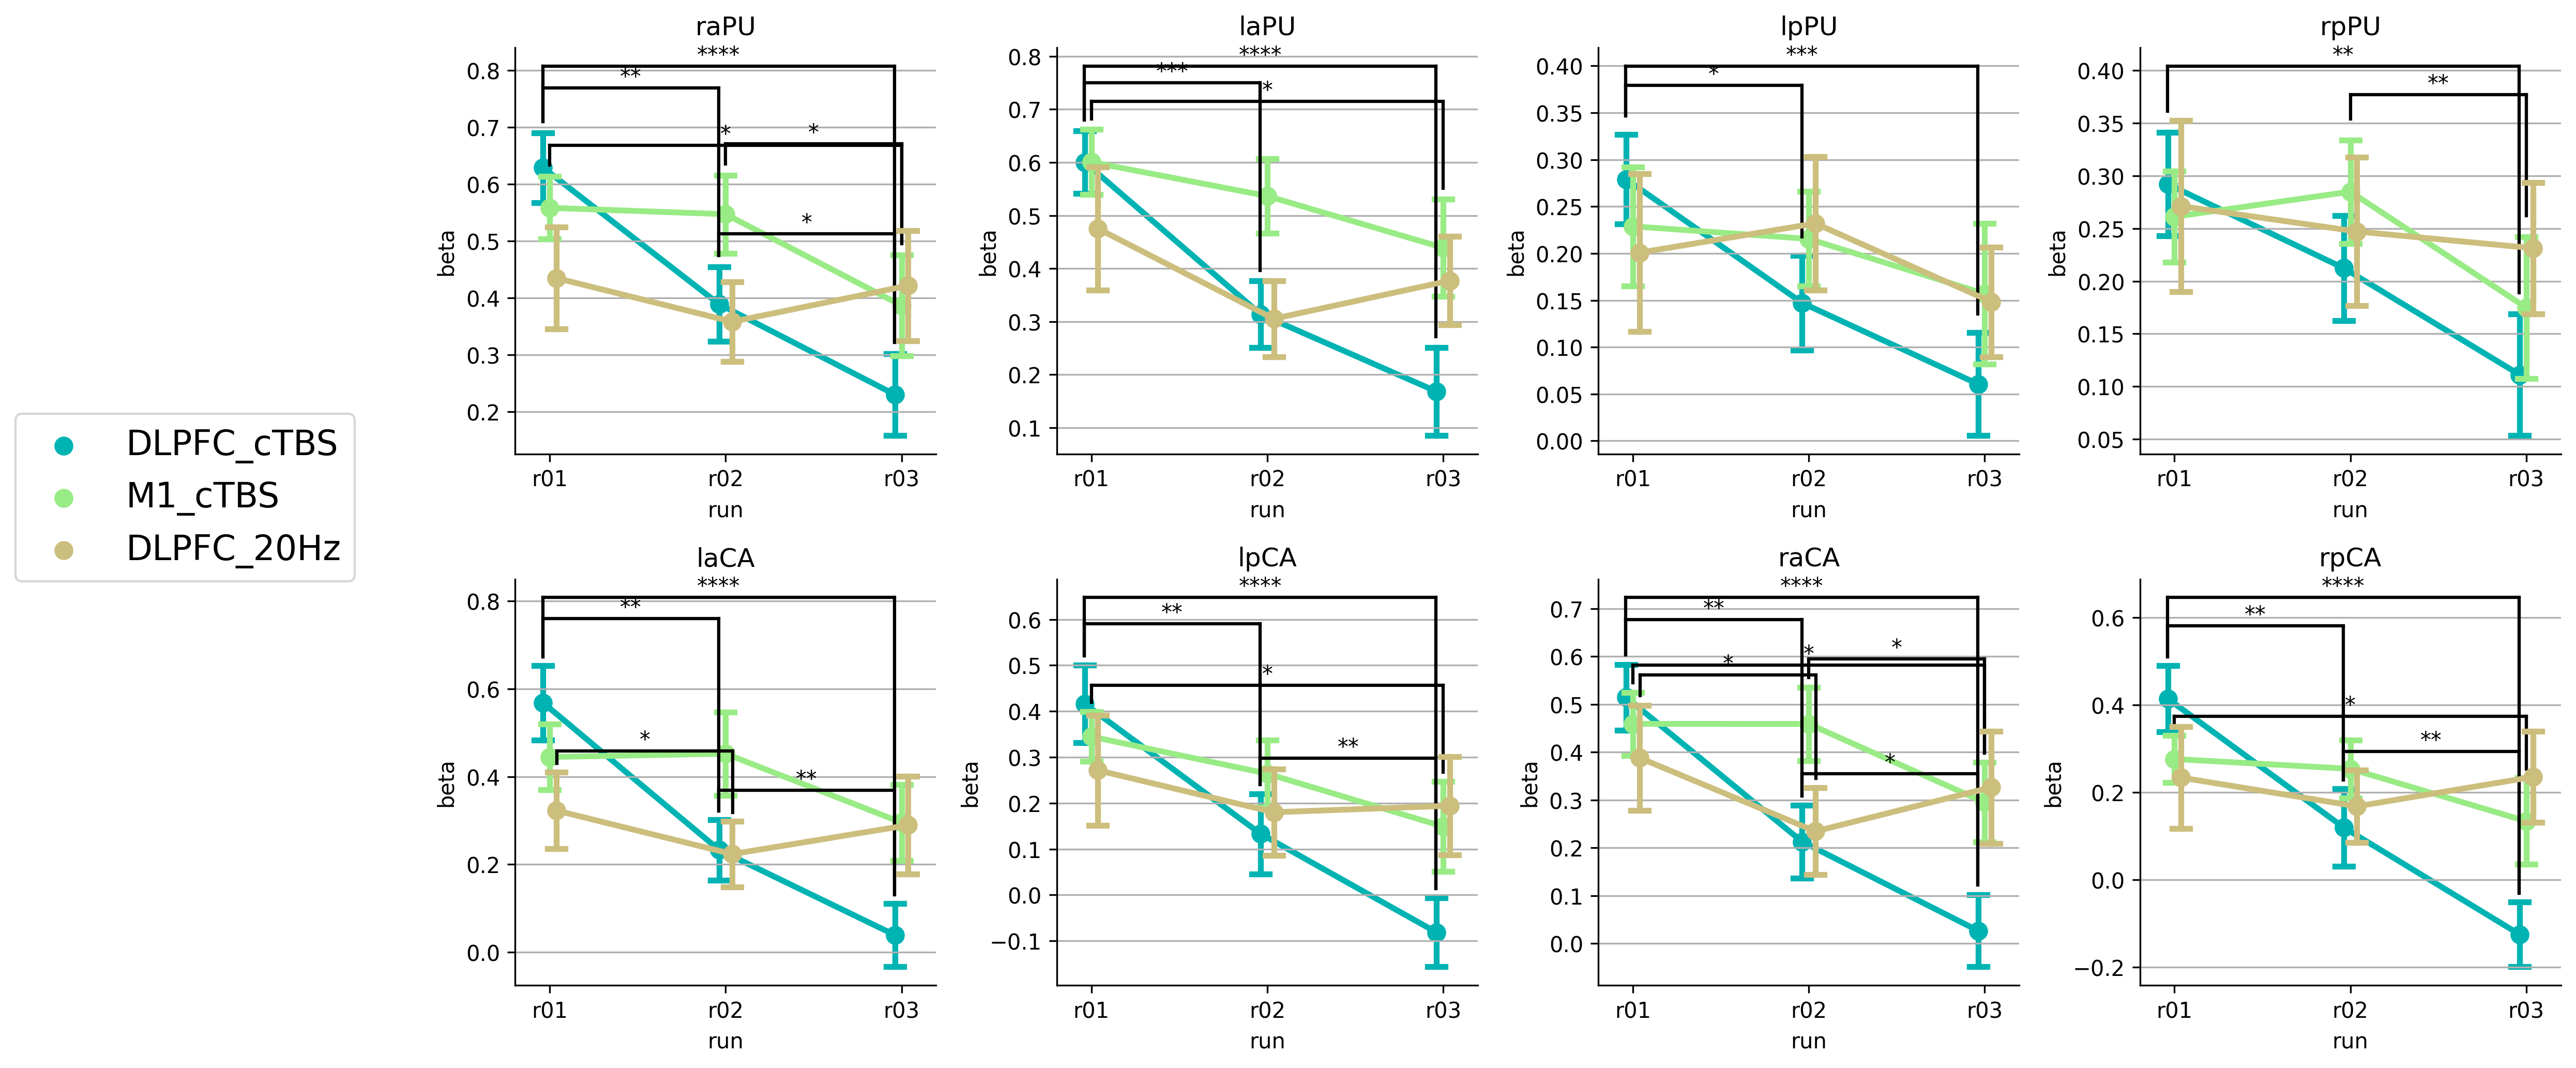 raPU
****
**
*
*
*
0.8
0.7
0.6
0.5
0.4
0.3
0.2
beta
r01
r02
r03
run
laPU
****
***
*
0.8
0.7
0.6
0.5
0.4
0.3
0.2
0.1
beta
r01
r02
r03
run
lpPU
***
*
0.40
0.35
0.30
0.25
0.20
0.15
0.10
0.05
0.00
beta
r01
r02
r03
run
rpPU
**
**
0.40
0.35
0.30
0.25
0.20
0.15
0.10
0.05
beta
r01
r02
r03
run
DLPFC_cTBS
M1_cTBS
DLPFC_20Hz
laCA
****
**
*
**
0.8
0.6
0.4
0.2
0.0
beta
r01
r02
r03
run
lpCA
****
**
*
**
0.6
0.5
0.4
0.3
0.2
0.1
0.0
−0.1
beta
r01
r02
r03
run
raCA
****
**
*
*
*
*
0.7
0.6
0.5
0.4
0.3
0.2
0.1
0.0
beta
r01
r02
r03
run
rpCA
****
**
*
**
0.6
0.4
0.2
0.0
−0.2
beta
r01
r02
r03
run